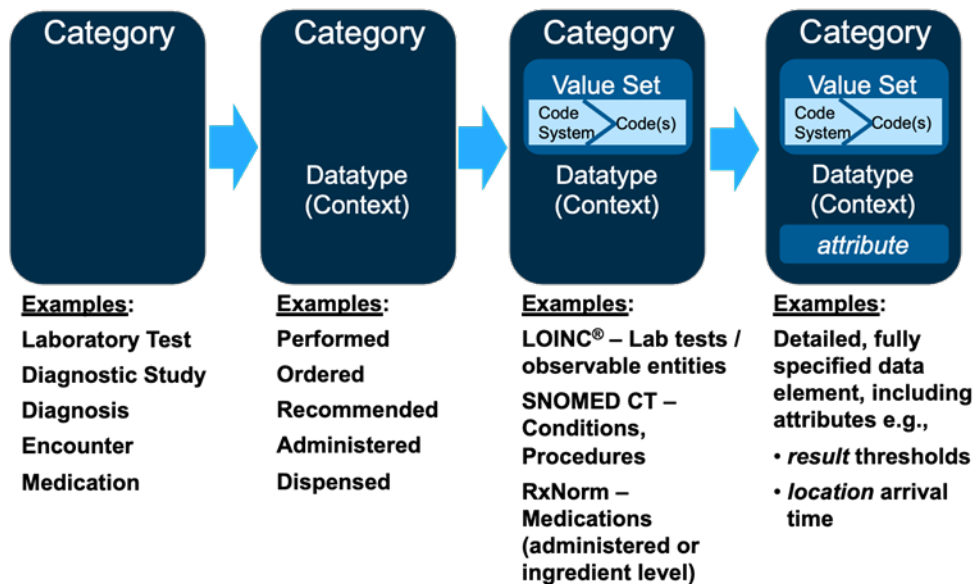 Category
Examples:
Laboratory Test
Diagnostic Study
Diagnosis
Encounter
Medication
Category
Datatype
(Context)
Examples:
Performed
Ordered
Recommended
Administered
Dispensed
Category
Value Set
Code
System
Code(s)
Datatype
(Context)
Examples:
LOINC® – Lab tests /
observable entities
SNOMED CT –
Conditions,
Procedures
RxNorm –
Medications
(administered or
ingredient level)
Category
Value Set
Code
System
Code(s)
Datatype
(Context)
attribute
Examples:
Detailed, fully
specified data
element, including
attributes e.g.,
• result thresholds
• location arrival
time